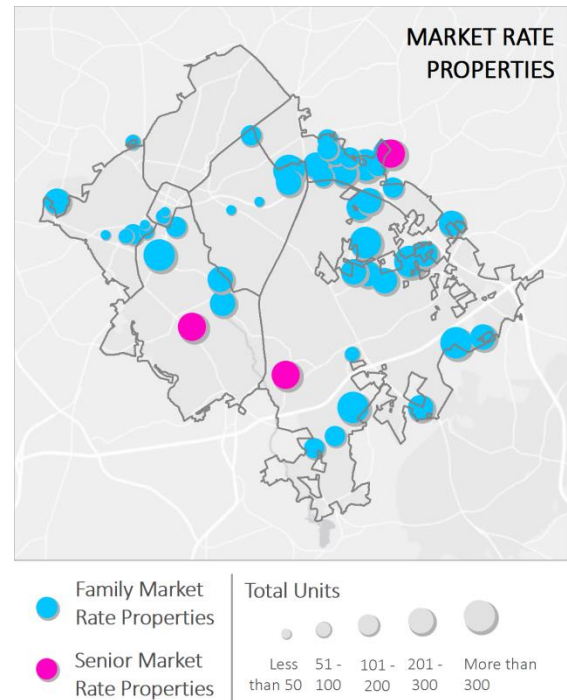 MARKET RATE
PROPERTIES
Family Market
Rate Properties
Senior Market
Rate Properties
Total Units
Less
than 50
51 -
100
101 -
200
201 -
300
More than
300